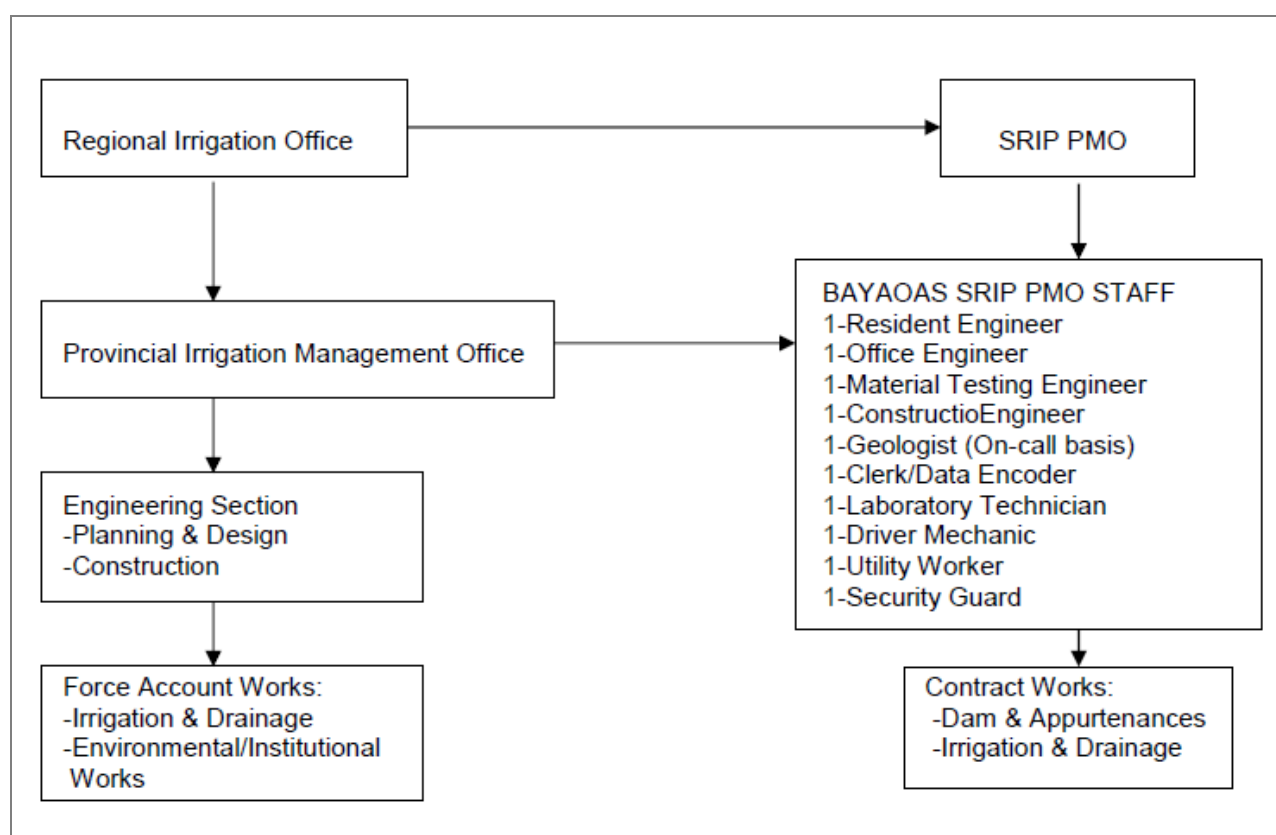 Regional Irrigation Office
SRIP PMO
Provincial Irrigation Management Office
BAYAOAS SRIP PMO STAFF
1-Resident Engineer
1-Office Engineer
1-Material Testing Engineer
1-ConstructioEngineer
1-Geologist (On-call basis)
1-Clerk/Data Encoder
1-Laboratory Technician
1-Driver Mechanic
1-Utility Worker
1-Security Guard
Engineering Section
-Planning & Design
-Construction
Force Account Works:
-Irrigation & Drainage
-Environmental/Institutional
Works
Contract Works:
-Dam & Appurtenances
-Irrigation & Drainage